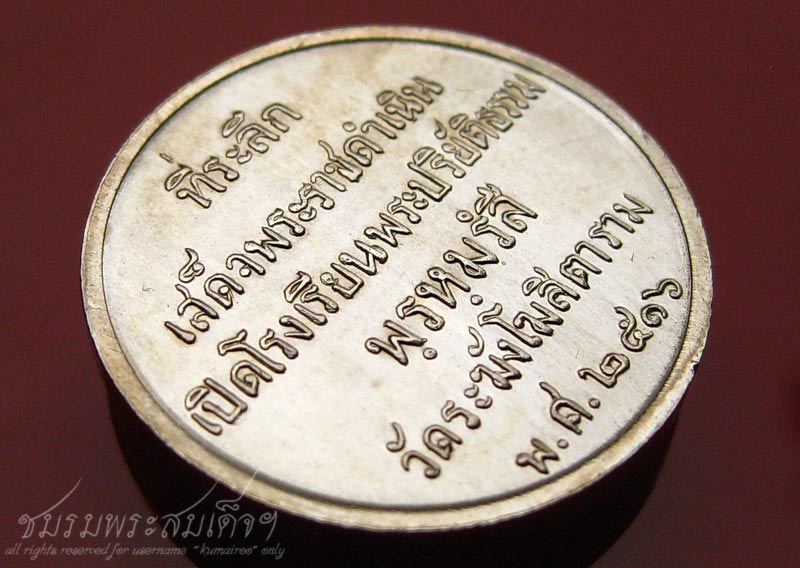 ที่ระลึก
เสด็จพระราชดำเนิน
เปิดโรงเรียนพระปริยัติธรรม
พฺรหมรํสี
วัดระฆังโฆสิตาราม
พ.ศ. ๒๕๑๖
ชมรมพระสมเด็จฯ
all rights reserved for username "kumairee" only